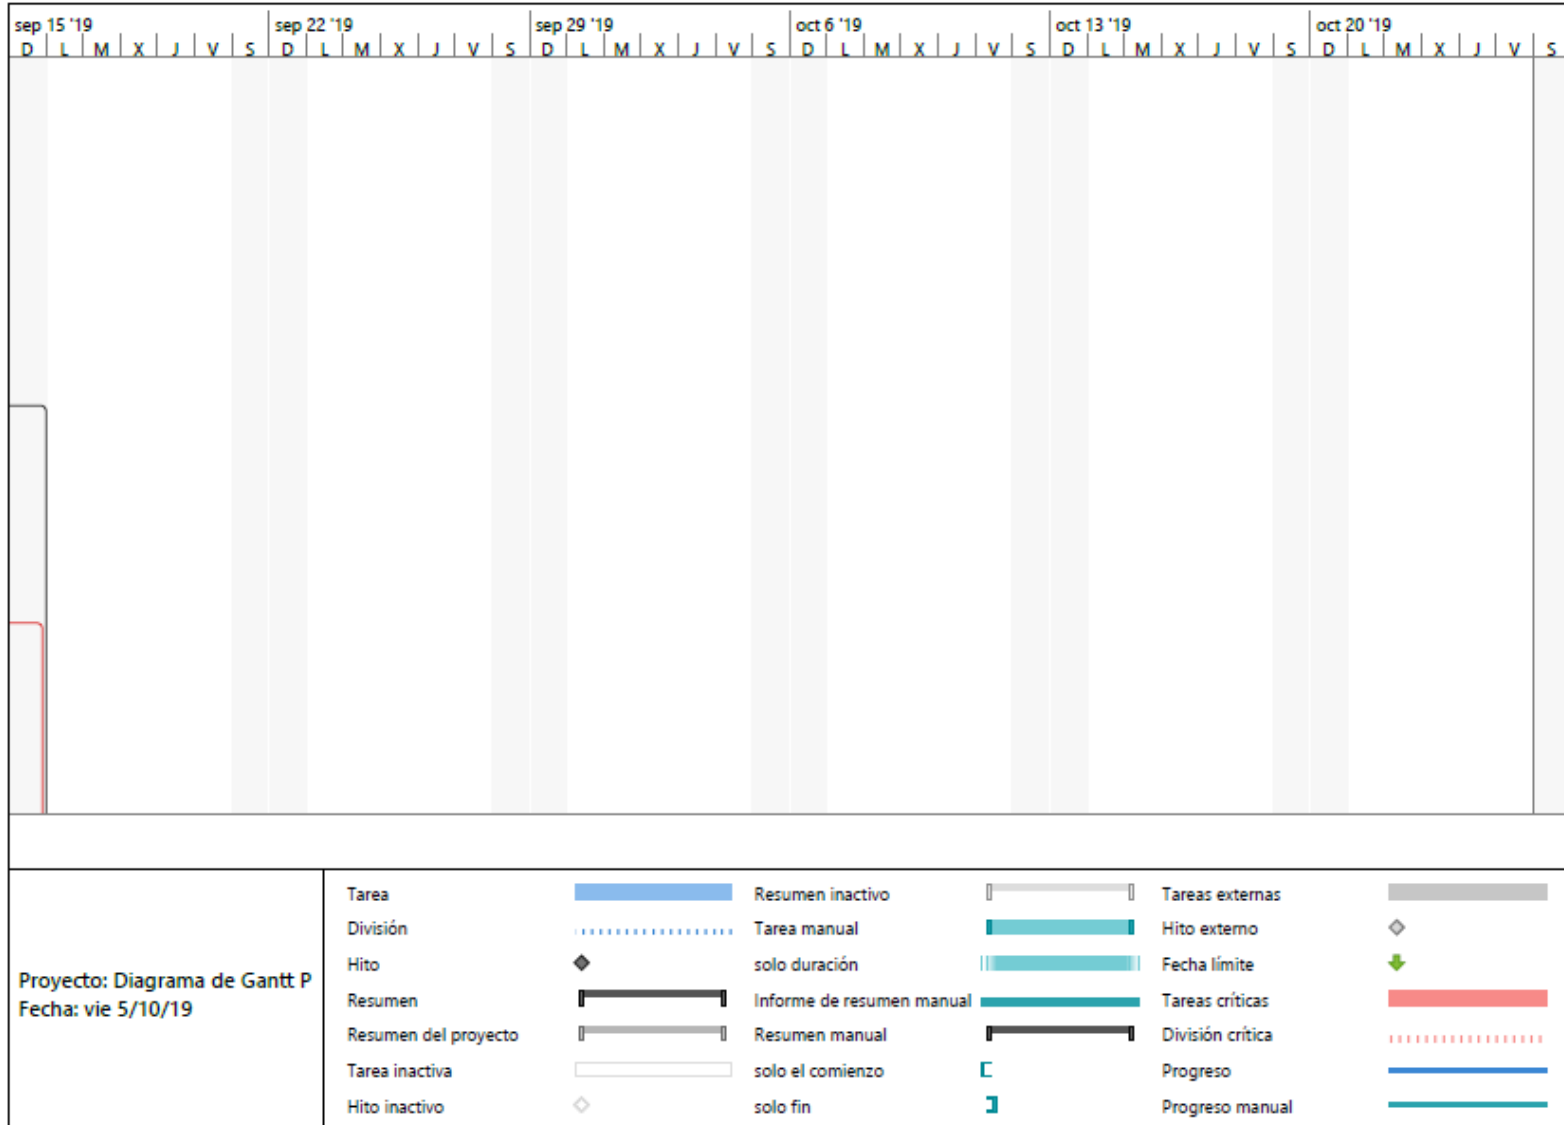 sep 15 '19 sep 22 '19 sep 29 '19 oct 6 '19 oct 13 '19 oct 20 '19
D L M X J V S D L M X J V S D L M X J V S D L M X J V S D L M X J V S D L M X J V S
Proyecto: Diagrama de Gantt P
Fecha: vie 5/10/19
Tarea
División
Hito
Resumen
Resumen del proyecto
Tarea inactiva
Hito inactivo
Resumen inactivo
Tarea manual
solo duración
Informe de resumen manual
Resumen manual
solo el comienzo
solo fin
Tareas externas
Hito externo
Fecha límite
Tareas críticas
División crítica
Progreso
Progreso manual